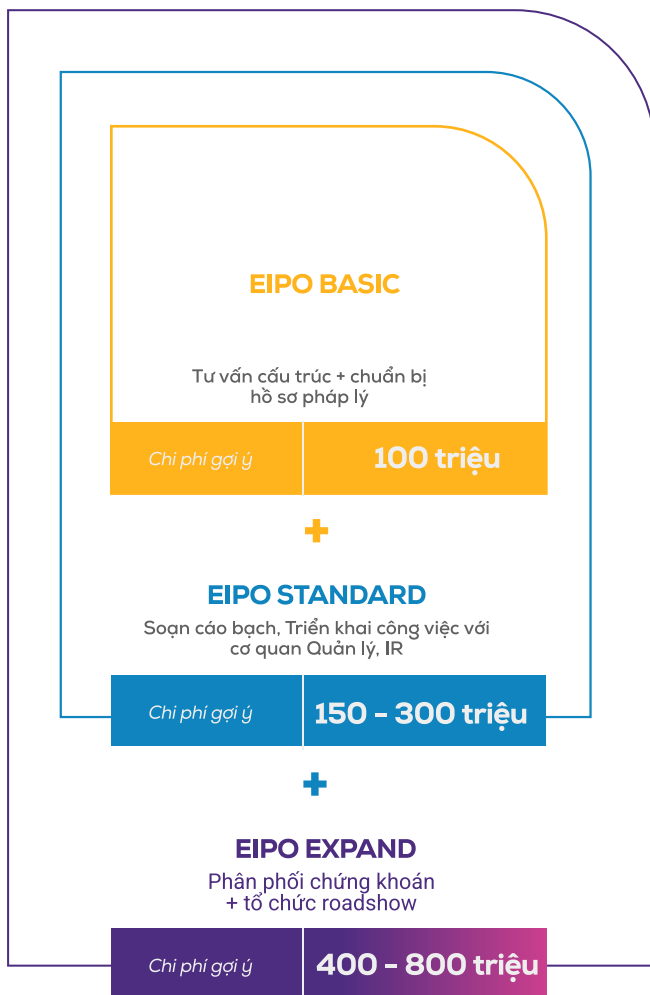 EIPO BASIC
Tư vấn cấu trúc + chuẩn bị
hồ sơ pháp lý
Chi phí gợi ý
100 triệu
+
EIPO STANDARD
Soạn cáo bạch, Triển khai công việc với
cơ quan Quản lý, IR
Chi phí gợi ý
150 – 300 triệu
+
EIPO EXPAND
Phân phối chứng khoán
+ tổ chức roadshow
Chi phí gợi ý
400 – 800 triệu